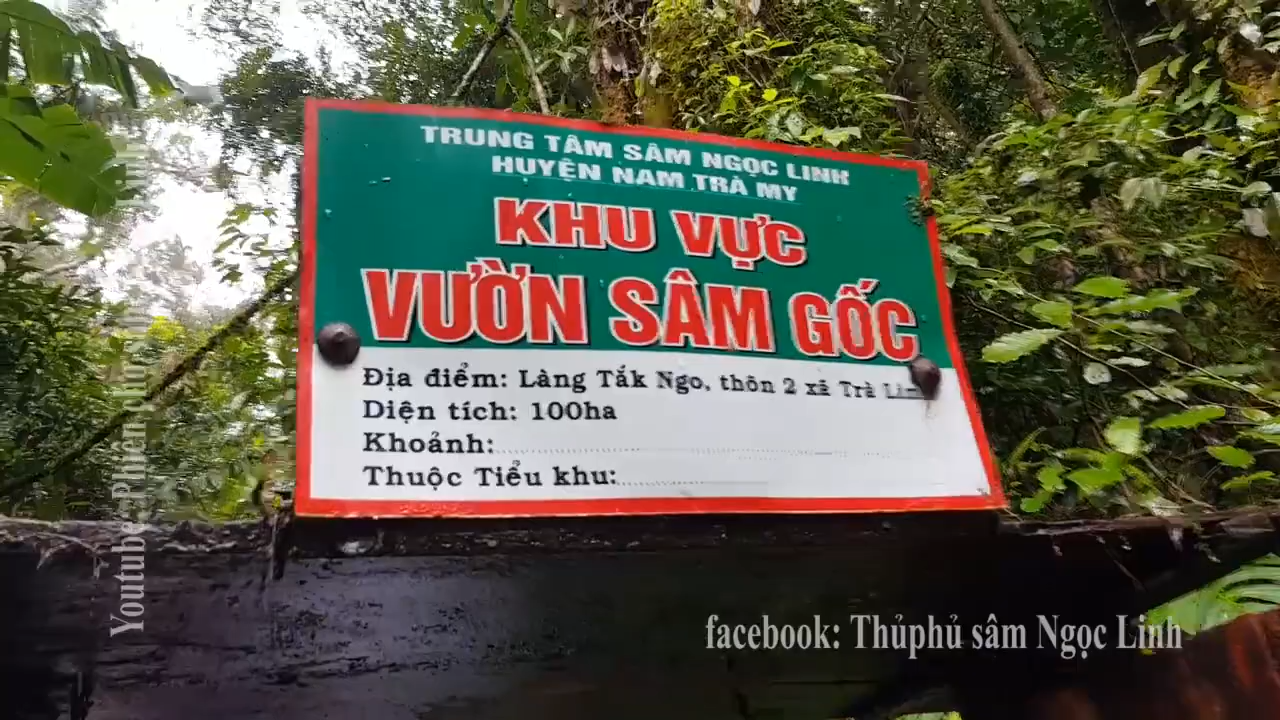 TRUNG TÂM SÂM NGỌC LINH
HUYỆN NAM TRÀ MY
KHU VỰC
VƯỜN SÂM GỐC
Địa điểm: Làng Tắk Ngo, thôn 2 xã Trà
Diện tích: 100ha
Khoảnh:
Thuộc Tiểu khu:
facebook: Thủphủ sâm Ngọc Linh
Youtube: